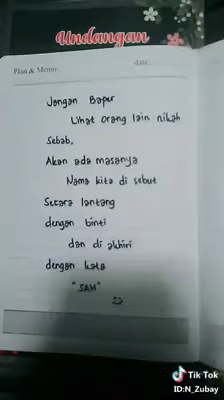 Undangan
Plan & Memo
date
Jangan Baper
Lihat orang lain nikah
Sebab,
Akan ada masanya
Nama kita di sebut
Secara lantang
dengan binti
dan di akhiri
dengan kata
"SAH"
Tik Tok
ID:N_Zubay